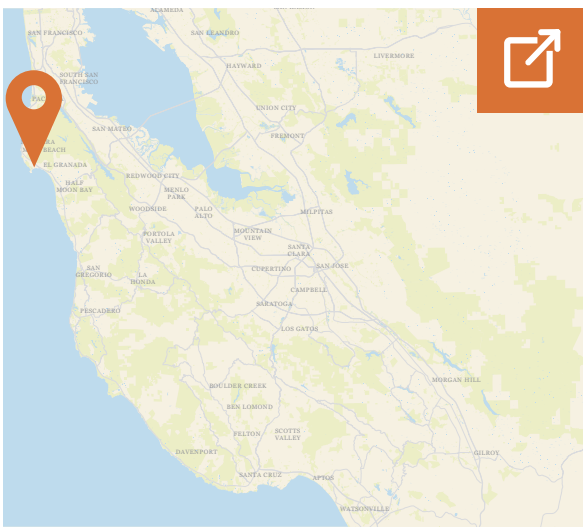 ALAMEDA
SAN FRANCISCO
SAN LEANDRO
LIVERMORE
HAYWARD
SOUTH SAN
FRANCISCO
PAC
UNION CITY
SAN MATEO
FREMONT
BEACH
EL GRANADA
REDWOOD CITY
HALF
MOON BAY
MENLO
PARK
WOODSIDE
PALO
ALTO
MILPITAS
PORTOLA
VALLEY
MOUNTAIN
VIEW
SANTA
CLARA
SAN
GREGORIO
LA
HONDA
CUPERTINO
SAN JOSE
CAMPBELL
SARATOGA
PESCADERO
LOS GATOS
BOULDER CREEK
MORGAN HILL
BEN LOMOND
FELTON
SCOTTS
VALLEY
DAVENPORT
GILROY
SANTA CRUZ
APTOS
WATSONVILLE